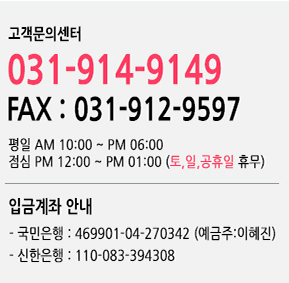 고객문의센터
031-914-9149
FAX : 031-912-9597
평일 AM 10:00 ~ PM 06:00
점심 PM 12:00 ~ PM 01:00 (토,일,공휴일 휴무)
입금계좌 안내
- 국민은행 : 469901-04-270342 (예금주:이혜진)
- 신한은행 : 110-083-394308